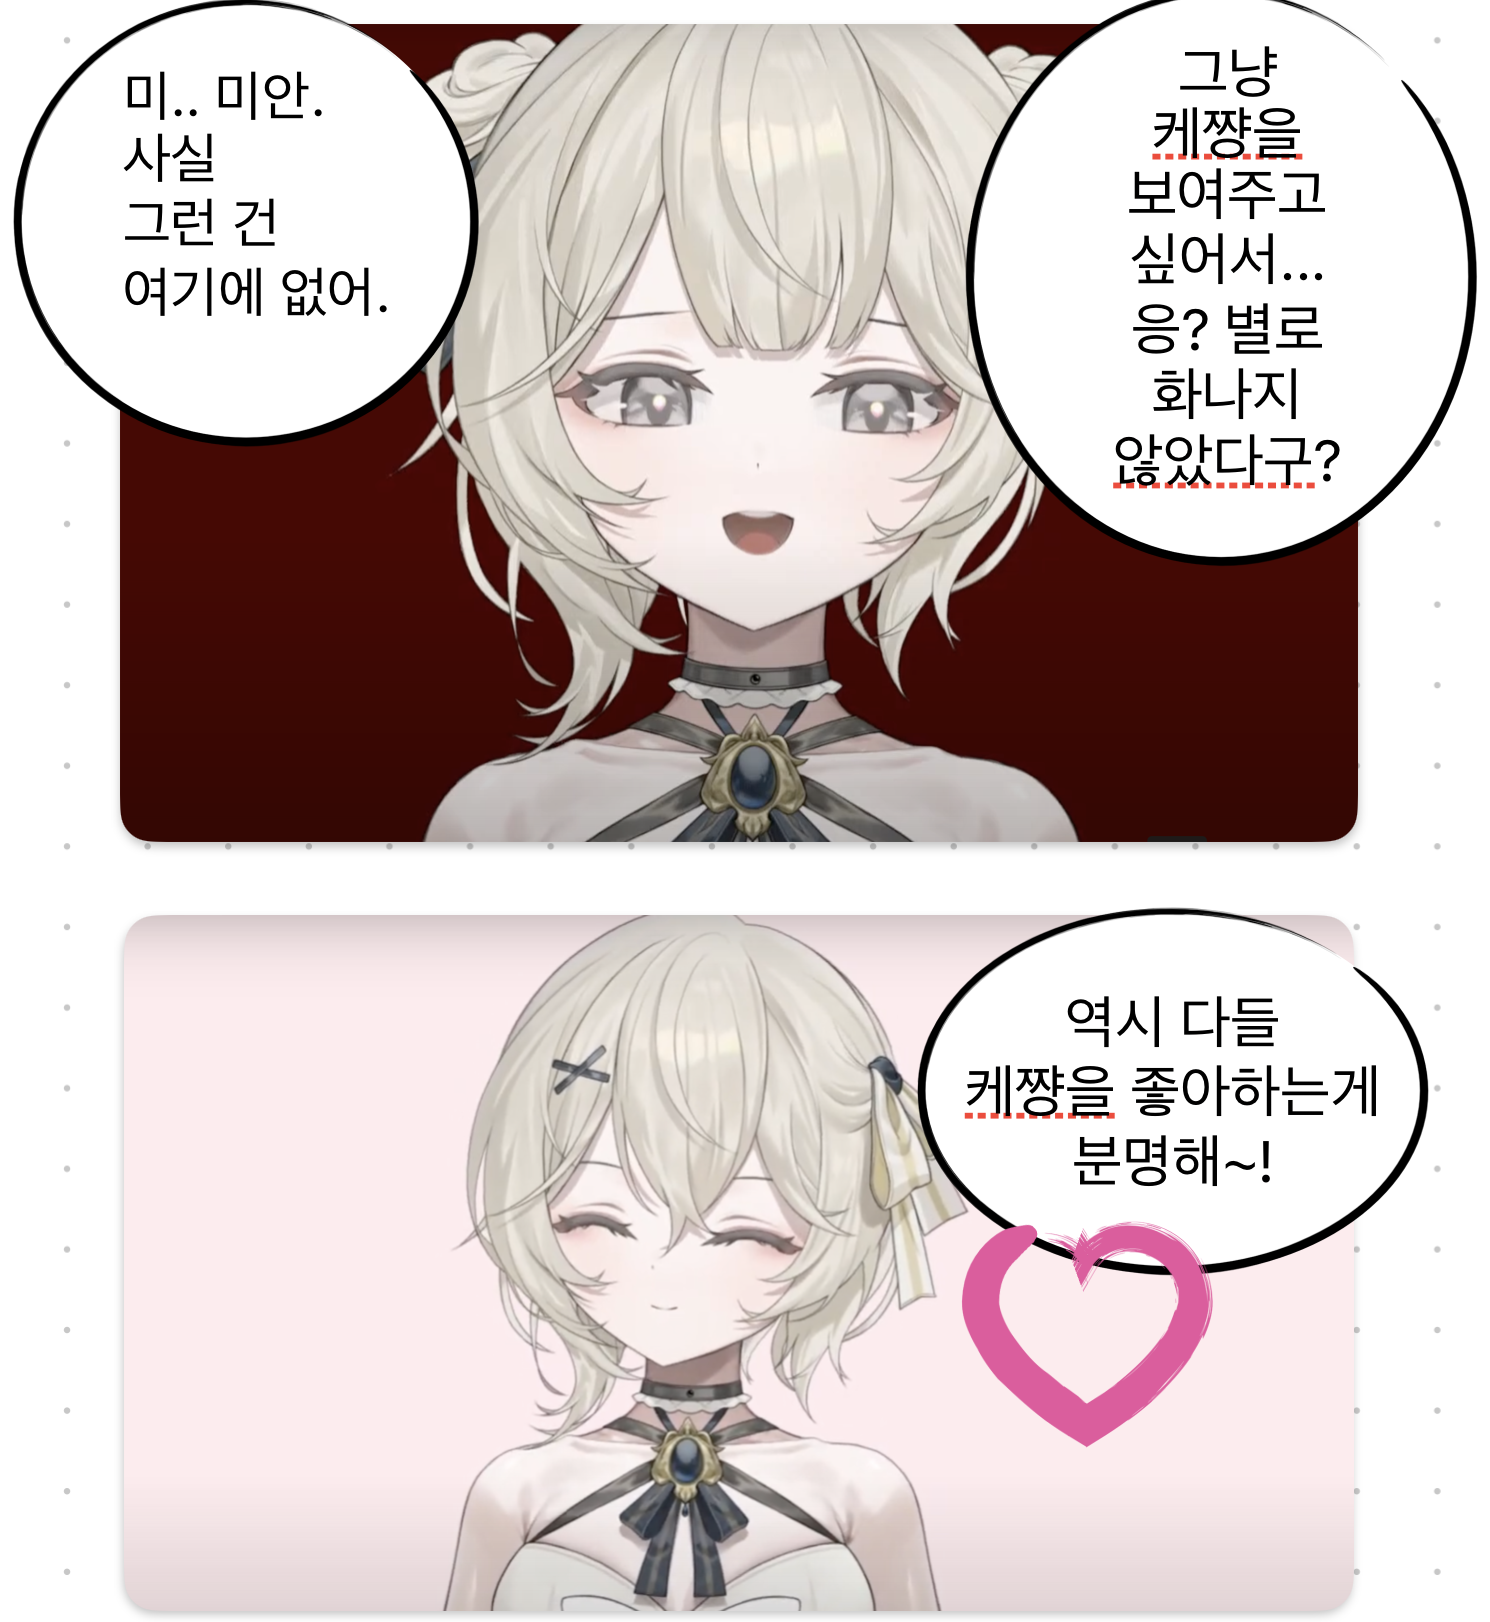 미.. 미안.
사실
그런 건
여기에 없어.
그냥
케쨩을
보여주고
싶어서...
응? 별로
화나지
않았다구?
역시 다들
케쨩을 좋아하는게
분명해~!